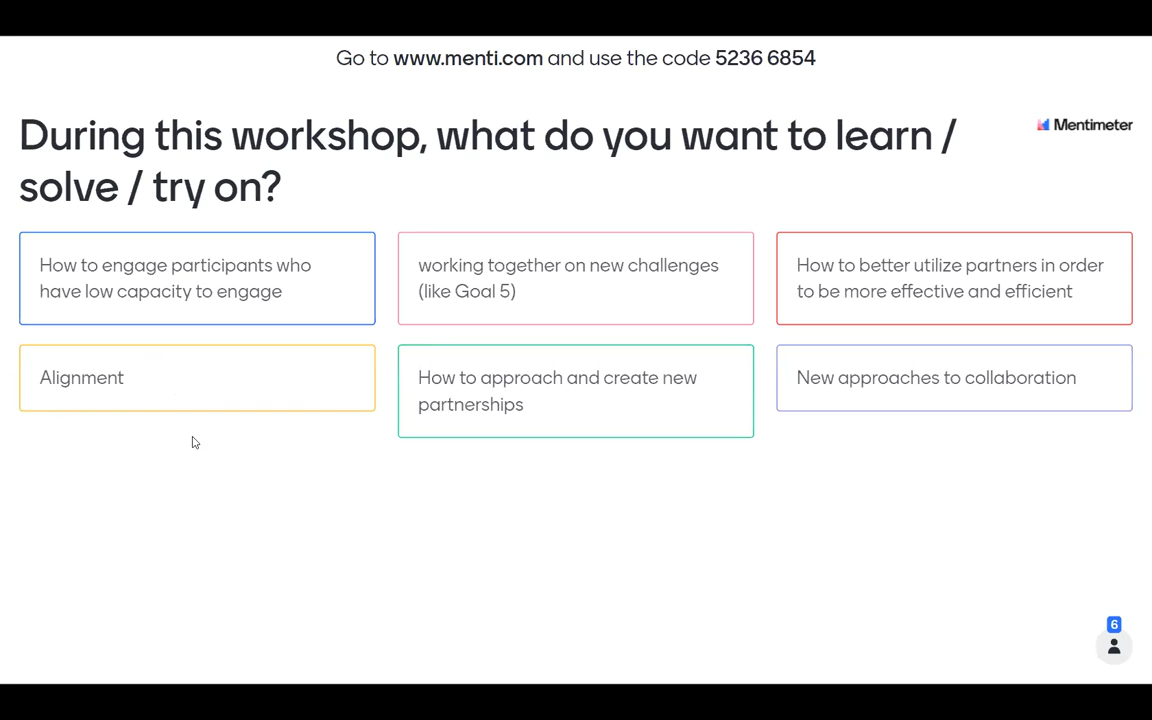 Go to www.menti.com and use the code 5236 6854
During this workshop, what do you want to learn /
solve / try on?
Mentimeter
How to engage participants who
have low capacity to engage
working together on new challenges
(like Goal 5)
How to better utilize partners in order
to be more effective and efficient
Alignment
How to approach and create new
partnerships
New approaches to collaboration
6